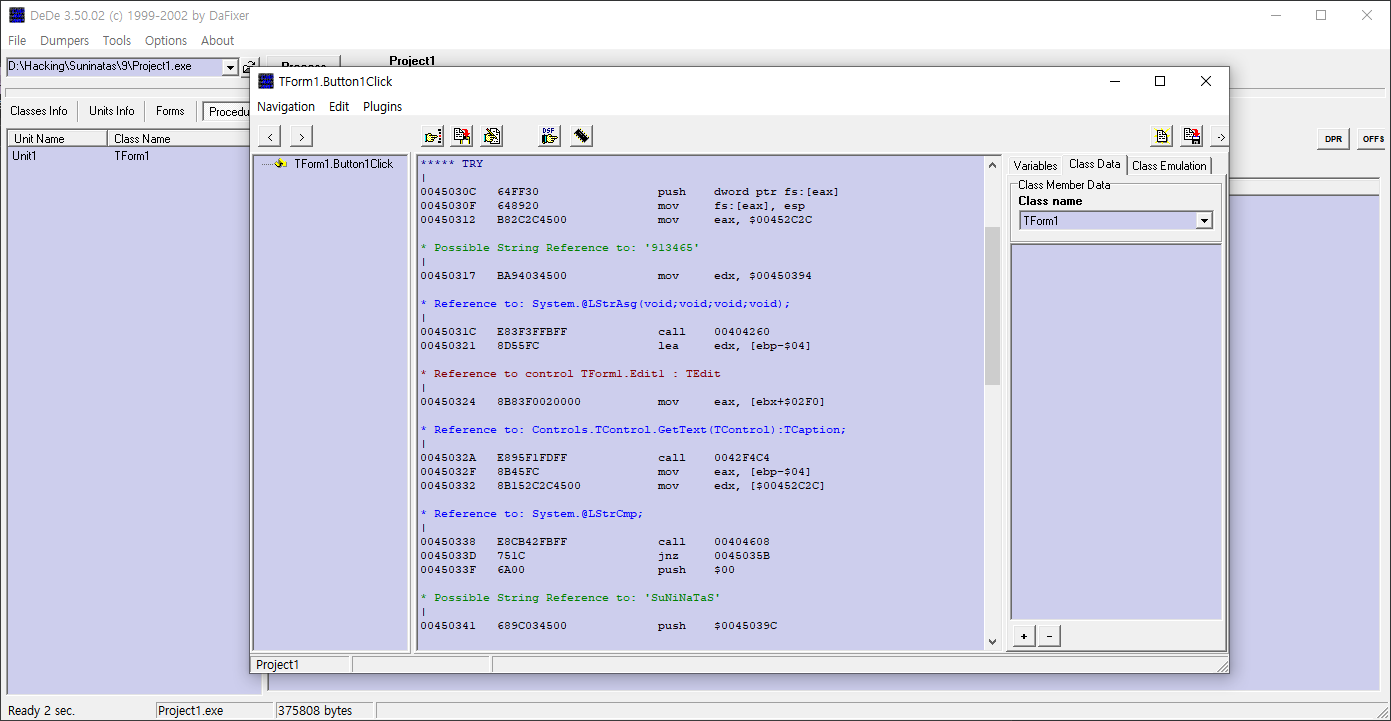 DeDe 3.50.02 (c) 1999-2002 by DaFixer
File Dumpers Tools Options About
D:\Hacking\Suninatas\9\Project1.exe
Project1
Classes Info Units Info Forms
Unit Name Class Name
Unit1 TForm1
DPR
TForm1.Button1Click
Navigation Edit Plugins
< >
DSF
->
TForm1.Button1Click
***** TRY
|
0045030C 64FF30 push dword ptr fs:[eax]
0045030F 648920 mov fs:[eax], esp
00450312 B82C2C4500 mov eax, $00452C2C
* Possible String Reference to: '913465'
|
00450317 BA94034500 mov edx, $00450394
* Reference to: System.@LStrAsg(void;void;void;void);
|
0045031C E83F3FFBFF call 00404260
00450321 8D55FC lea edx, [ebp-$04]
* Reference to control TForm1.Edit1 : TEdit
|
00450324 8B83F0020000 mov eax, [ebx+$02F0]
* Reference to: Controls.TControl.GetText(TControl):TCaption;
|
0045032A E895F1FDFF call 0042F4C4
0045032F 8B45FC mov eax, [ebp-$04]
00450332 8B152C2C4500 mov edx, [$00452C2C]
* Reference to: System.@LStrCmp;
|
00450338 E8CB42FBFF call 00404608
0045033D 751C jnz 0045035B
0045033F 6A00 push $00
* Possible String Reference to: 'SuNiNaTaS'
|
00450341 689C034500 push $0045039C
Variables Class Data Class Emulation
Class Member Data
Class name
TForm1
+ -
Project1
Ready 2 sec. Project1.exe 375808 bytes